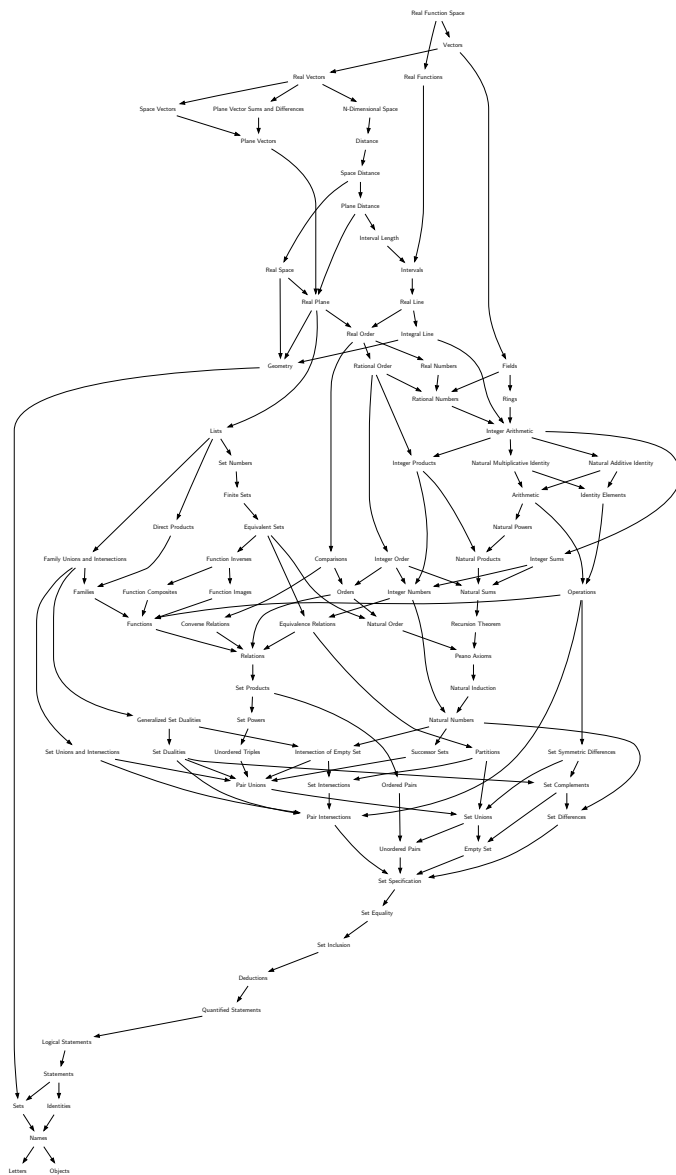 Real Function Space
Vectors
Real Vectors
Real Functions
Space Vectors
Plane Vector Sums and Differences
N-Dimensional Space
Plane Vectors
Distance
Space Distance
Plane Distance
Interval Length
Real Space
Intervals
Real Plane
Real Line
Real Order
Integral Line
Geometry
Rational Order
Real Numbers
Fields
Rational Numbers
Rings
Lists
Integer Arithmetic
Set Numbers
Integer Products
Natural Multiplicative Identity
Natural Additive Identity
Finite Sets
Arithmetic
Identity Elements
Direct Products
Equivalent Sets
Natural Powers
Family Unions and Intersections
Function Inverses
Comparisons
Integer Order
Natural Products
Integer Sums
Families
Function Composites
Function Images
Orders
Integer Numbers
Natural Sums
Operations
Functions
Converse Relations
Equivalence Relations
Natural Order
Recursion Theorem
Relations
Peano Axioms
Set Products
Natural Induction
Generalized Set Dualities
Set Powers
Natural Numbers
Set Unions and Intersections
Set Dualities
Unordered Triples
Intersection of Empty Set
Successor Sets
Partitions
Set Symmetric Differences
Pair Unions
Set Intersections
Ordered Pairs
Set Complements
Pair Intersections
Set Unions
Set Differences
Unordered Pairs
Empty Set
Set Specification
Set Equality
Set Inclusion
Deductions
Quantified Statements
Logical Statements
Statements
Sets
Identities
Names
Letters
Objects